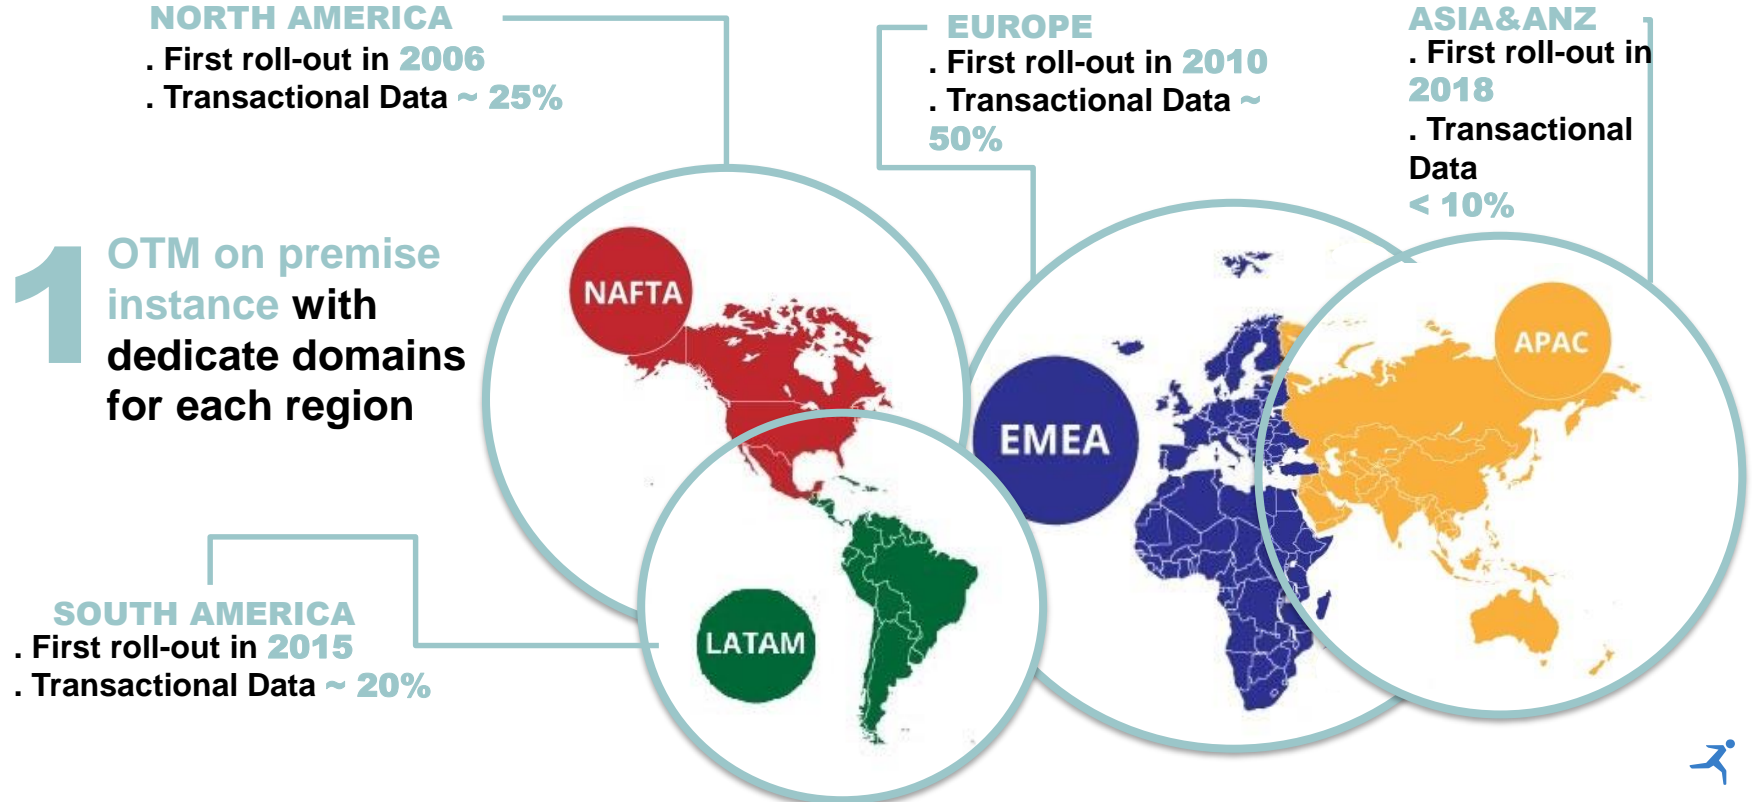 NORTH AMERICA
. First roll-out in 2006
. Transactional Data ~ 25%
EUROPE
. First roll-out in 2010
. Transactional Data ~
50%
ASIA&ANZ
. First roll-out in
2018
. Transactional
Data
< 10%
1
OTM on premise
instance with
dedicate domains
for each region
NAFTA
APAC
EMEA
LATAM
SOUTH AMERICA
. First roll-out in 2015
. Transactional Data ~ 20%